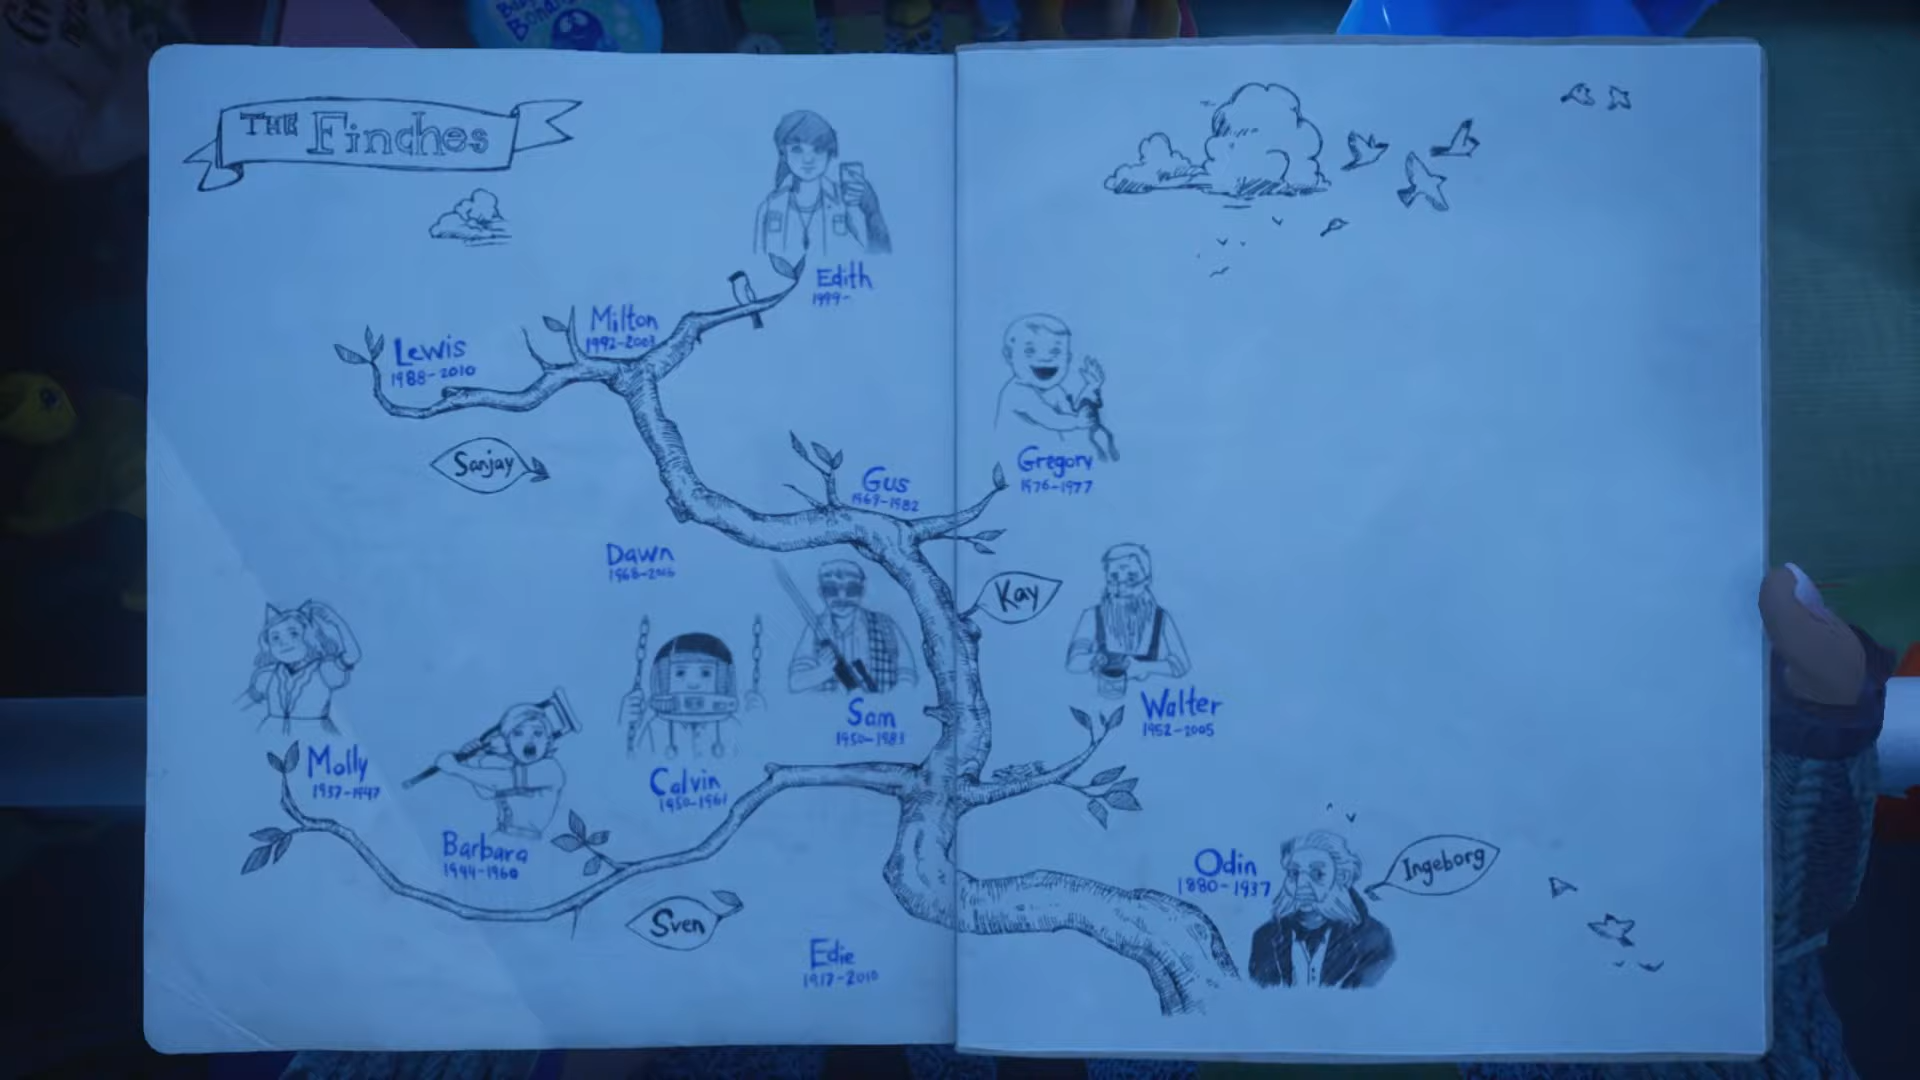 THE Finches
Edith
1999-
Milton
1992-2003
Lewis
1988-2010
Sanjay
Gus
1969-1982
Gregory
1976-1977
Dawn
1968-2016
Kay
Walter
1952-2005
Sam
1950-1983
Calvin
1950-1961
Molly
1937-1947
Barbara
1944-1960
Odin
1880-1937
Ingeborg
Sven
Edie
1917-2010